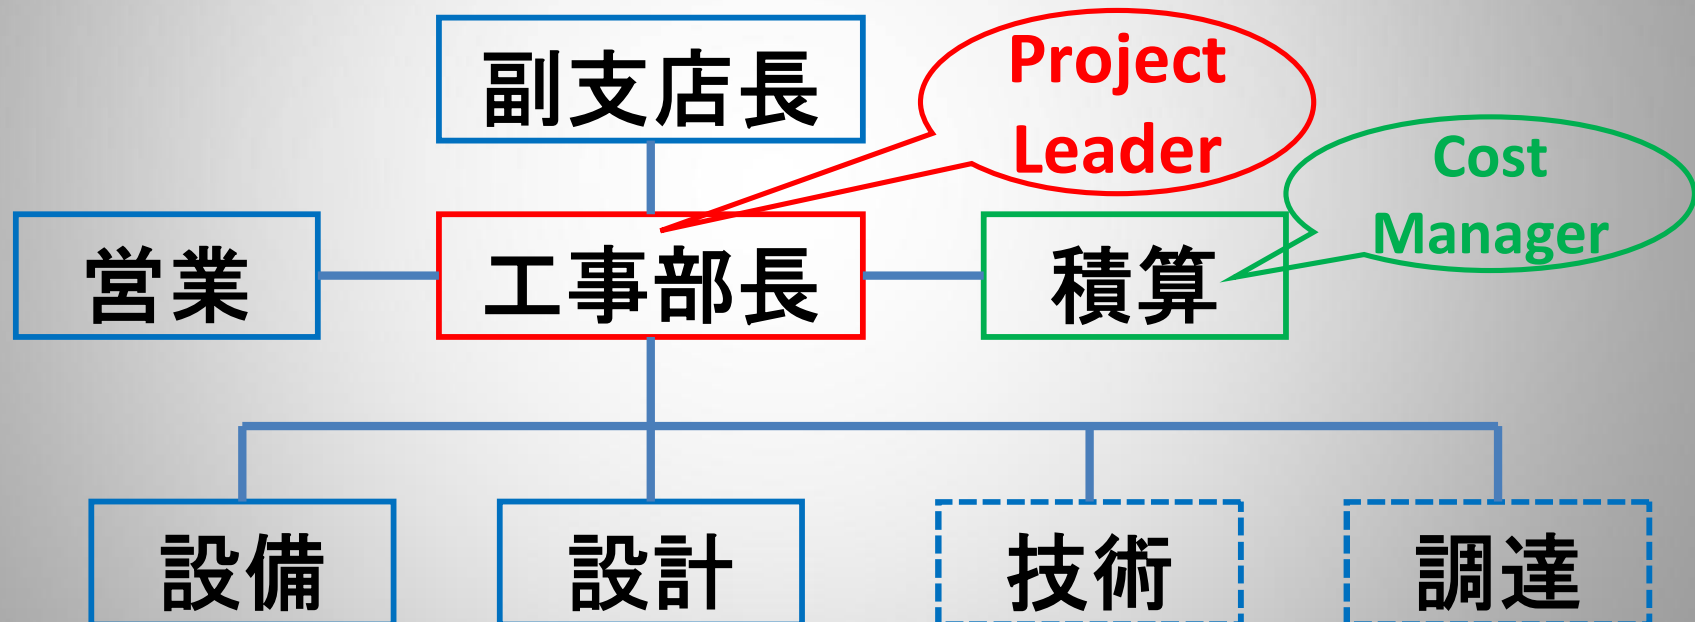 副支店長
Project
Leader
Cost
Manager
営業
工事部長
積算
設備
設計
技術
調達